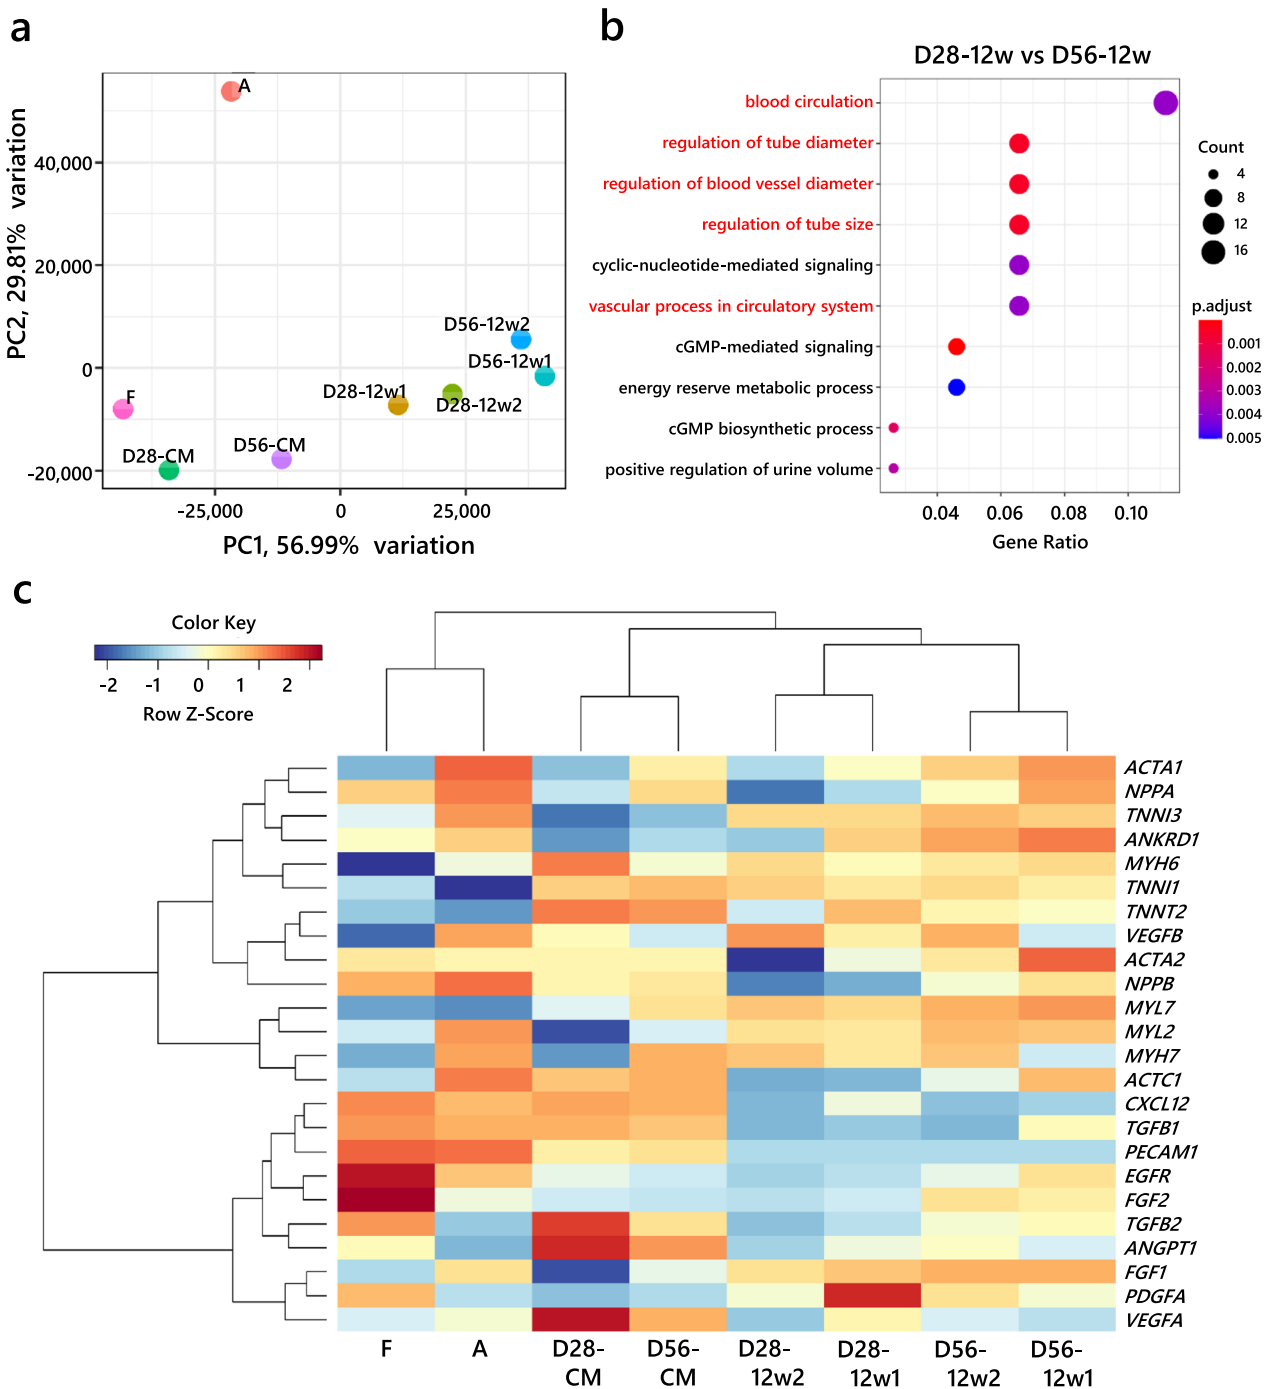 a
A
40,000
20,000
0
-20,000
PC2, 29.81% variation
D56-12w2
D56-12w1
D28-12w1
D28-12w2
F
D28-CM
D56-CM
-25,000
0
25,000
PC1, 56.99% variation
b
D28-12w vs D56-12w
blood circulation
regulation of tube diameter
regulation of blood vessel diameter
regulation of tube size
cyclic-nucleotide-mediated signaling
vascular process in circulatory system
cGMP-mediated signaling
energy reserve metabolic process
cGMP biosynthetic process
positive regulation of urine volume
0.04
0.06
0.08
0.10
Gene Ratio
Count
4
8
12
16
p.adjust
0.001
0.002
0.003
0.004
0.005
c
Color Key
-2
-1
0
1
2
Row Z-Score
ACTA1
NPPA
TNNI3
ANKRD1
MYH6
TNNI1
TNNT2
VEGFB
ACTA2
NPPB
MYL7
MYL2
MYH7
ACTC1
CXCL12
TGFB1
PECAM1
EGFR
FGF2
TGFB2
ANGPT1
FGF1
PDGFA
VEGFA
F
A
D28-
CM
D56-
CM
D28-
12w2
D28-
12w1
D56-
12w2
D56-
12w1